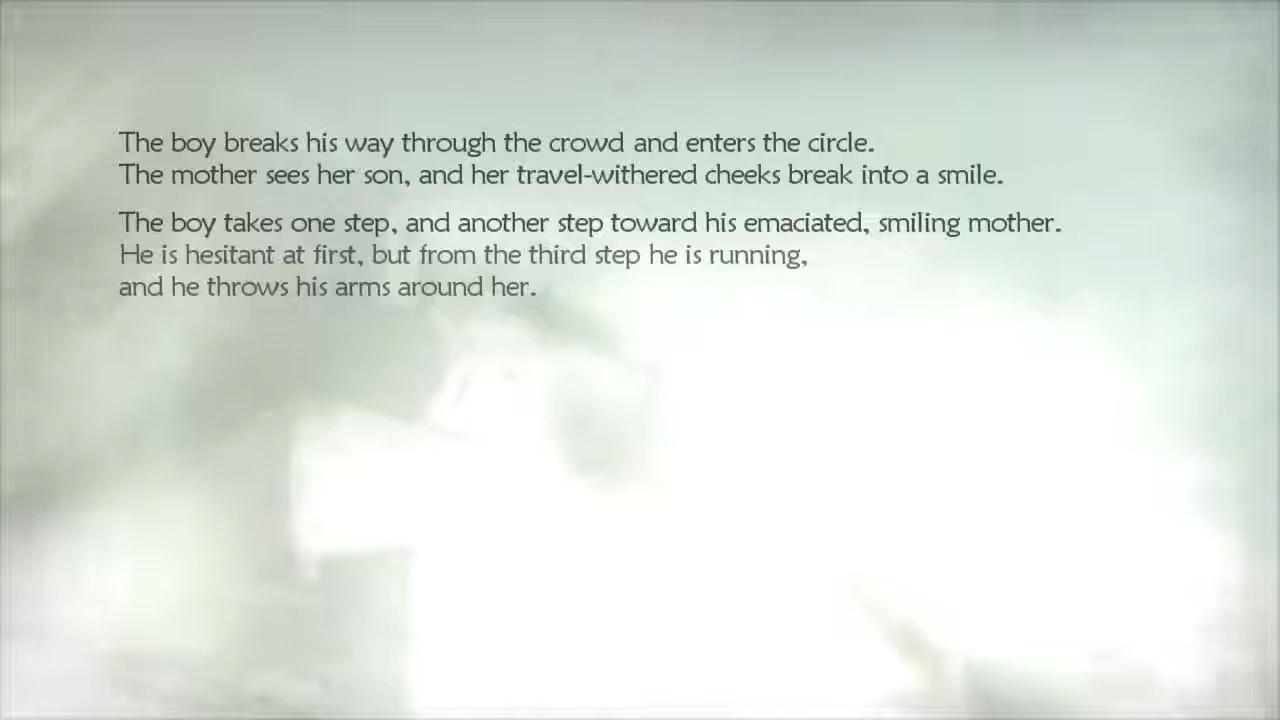 The boy breaks his way through the crowd and enters the circle.
The mother sees her son, and her travel-withered cheeks break into a smile.
The boy takes one step, and another step toward his emaciated, smiling mother.
He is hesitant at first, but from the third step he is running,
and he throws his arms around her.